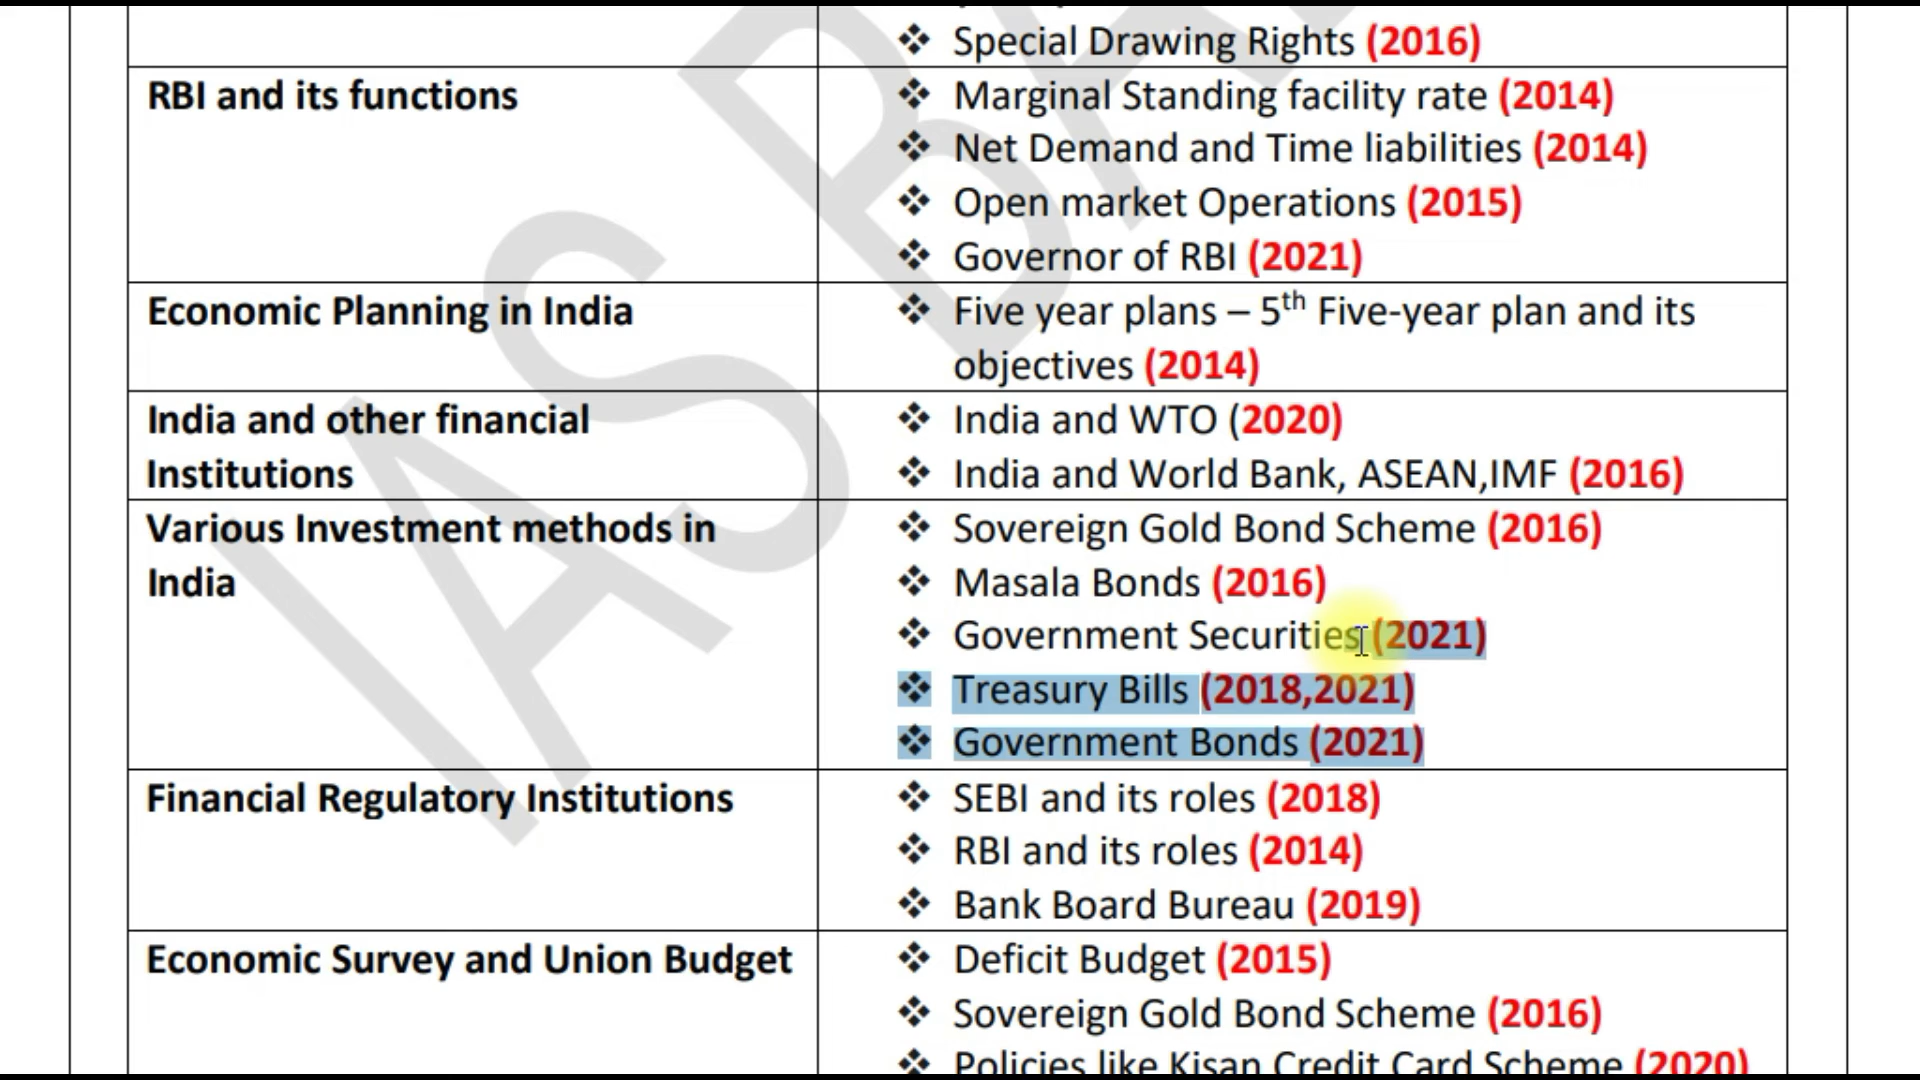 ❖ Special Drawing Rights (2016)
RBI and its functions
❖ Marginal Standing facility rate (2014)
❖ Net Demand and Time liabilities (2014)
❖ Open market Operations (2015)
❖ Governor of RBI (2021)
Economic Planning in India
❖ Five year plans – 5th Five-year plan and its
objectives (2014)
India and other financial
Institutions
❖ India and WTO (2020)
❖ India and World Bank, ASEAN,IMF (2016)
Various Investment methods in
India
❖ Sovereign Gold Bond Scheme (2016)
❖ Masala Bonds (2016)
❖ Government Securities (2021)
❖ Treasury Bills (2018,2021)
❖ Government Bonds (2021)
Financial Regulatory Institutions
❖ SEBI and its roles (2018)
❖ RBI and its roles (2014)
❖ Bank Board Bureau (2019)
Economic Survey and Union Budget
❖ Deficit Budget (2015)
❖ Sovereign Gold Bond Scheme (2016)
❖ Policies like Kisan Credit Card Scheme (2020)
IAS BA